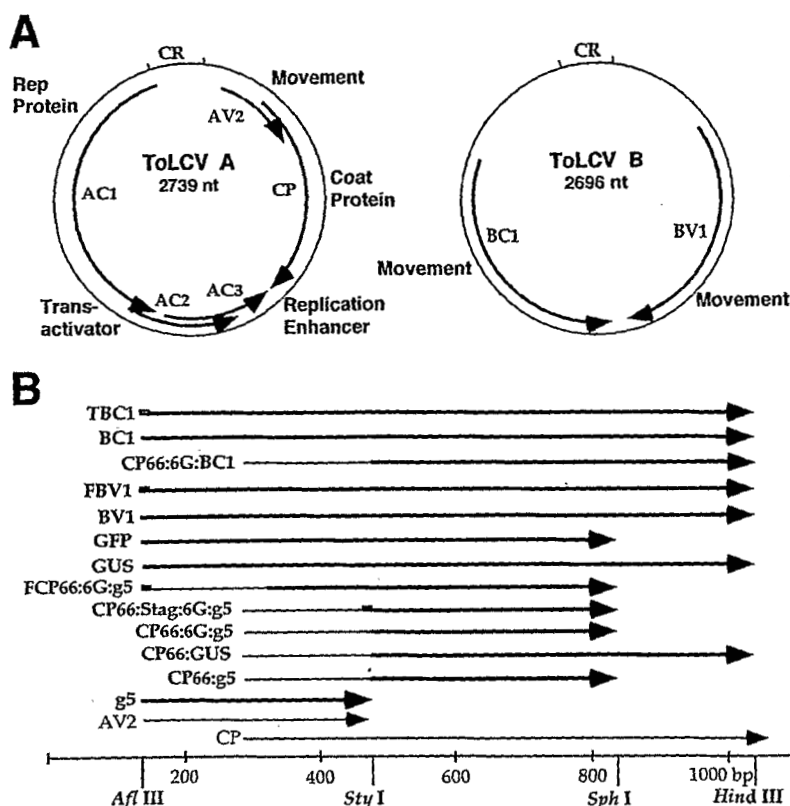 A
CR
Rep
Protein
Movement
AV2
ToLCV A
2739 nt
AC1
CP
Coat
Protein
AC2
AC3
Trans-
activator
Replication
Enhancer
CR
ToLCV B
2696 nt
BC1
BV1
Movement
Movement
B
TBC1
BC1
CP66:6G:BC1
FBV1
BV1
GFP
GUS
FCP66:6G:g5
CP66:Stag:6G:g5
CP66:6G:g5
CP66:GUS
CP66:g5
g5
AV2
CP
200 400 600 800 1000 bp
Afl III Sty I Sph I Hind III